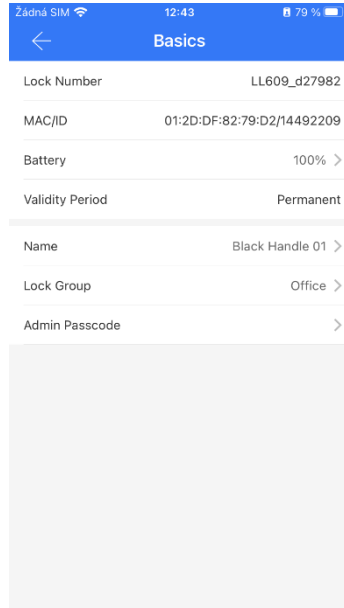 Žádná SIM 12:43 79 %
Basics
Lock Number LL609_d27982
MAC/ID 01:2D:DF:82:79:D2/14492209
Battery 100%
Validity Period Permanent
Name Black Handle 01
Lock Group Office
Admin Passcode